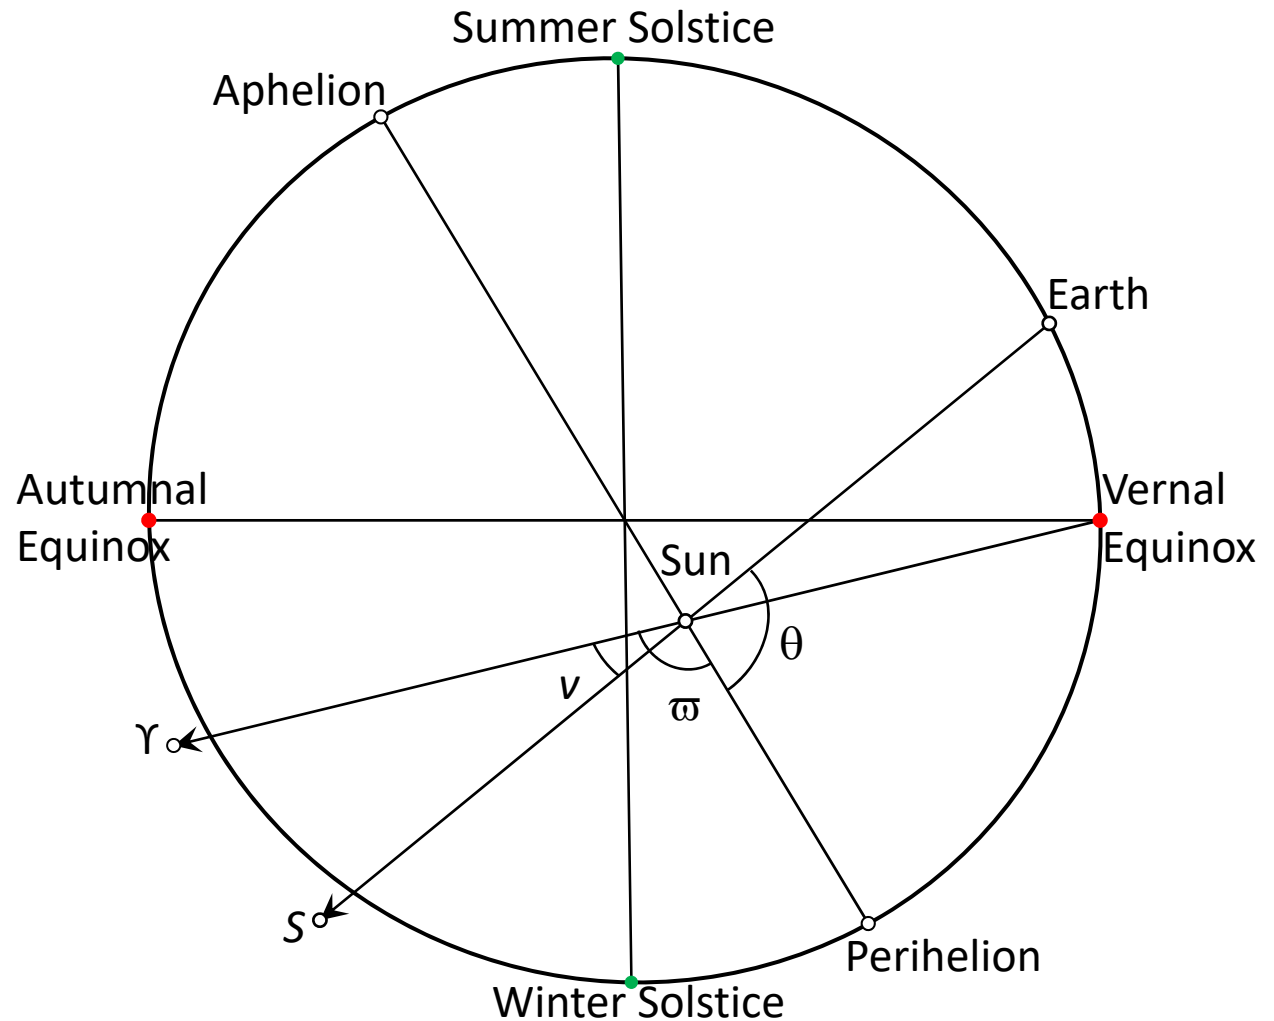 Summer Solstice
Aphelion
Earth
Autumnal
Equinox
Vernal
Equinox
Sun
θ
ν
ϖ
ϒ
S
Perihelion
Winter Solstice